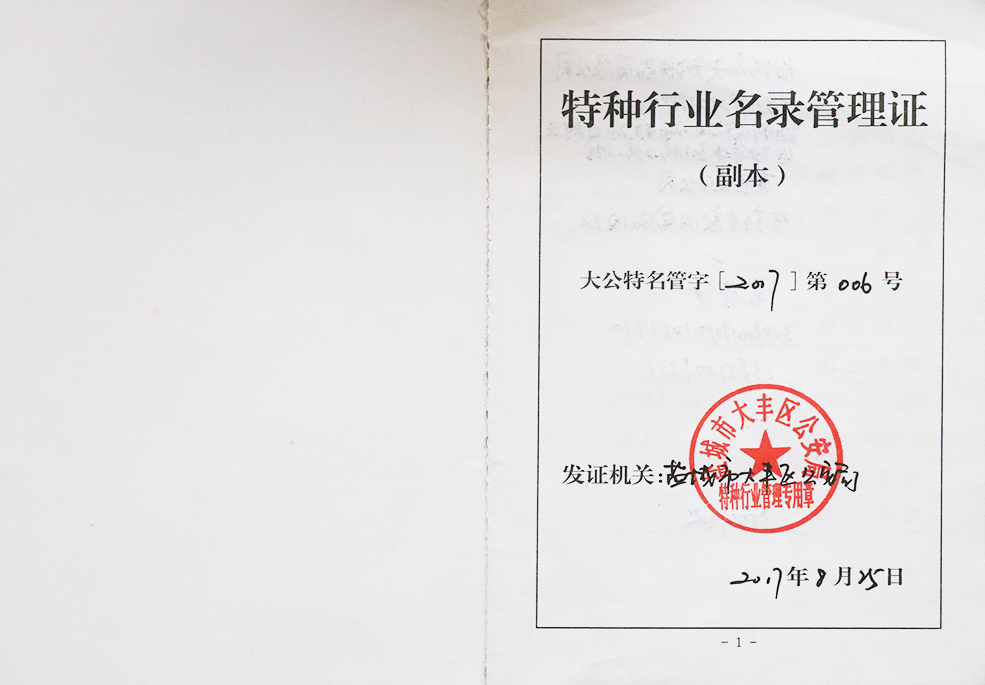 特种行业名录管理证
（副本）
大公特名管字［2017］第 006 号
盐城市大丰区公安局
发证机关：盐城市大丰区公安局
特种行业管理专用章
2017年8月25日
- 1 -